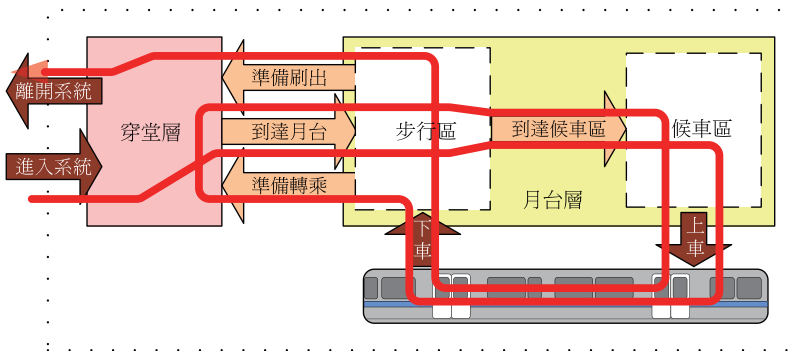 離開系統
進入系統
穿堂層
準備刷出
到達月台
準備轉乘
步行區
到達候車區
候車區
月台層
下車
上車